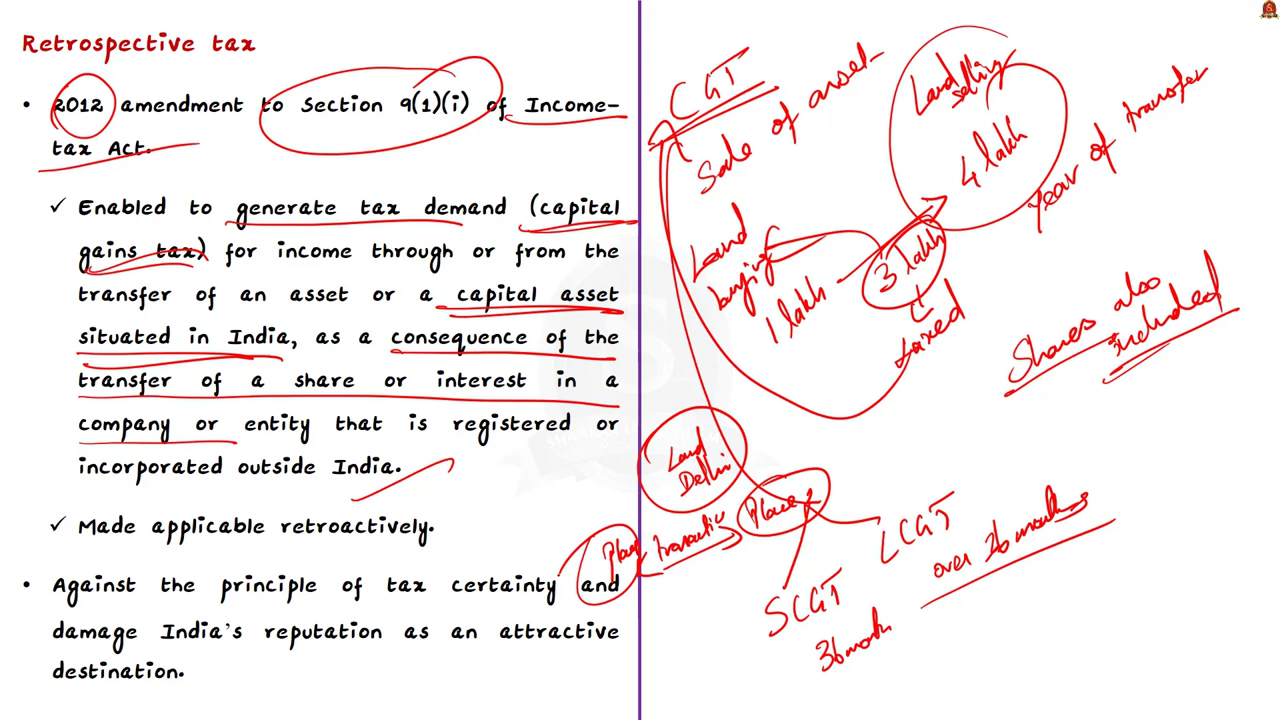 Retrospective tax
• 2012 amendment to Section 9(1)(i) of Income-
tax Act.
✓ Enabled to generate tax demand (capital
gains tax) for income through or from the
transfer of an asset or a capital asset
situated in India, as a consequence of the
transfer of a share or interest in a
company or entity that is registered or
incorporated outside India.
✓ Made applicable retroactively.
• Against the principle of tax certainty and
damage India's reputation as an attractive
destination.
CGT
Sale of asset
Land
selling
4 lakh
Year of transfer
Land
buying
1 lakh
3 lakh
taxed
Shares also
included
Land
Delhi
Place
Place 2
LCGT
over 36 months
SCGT
36 month